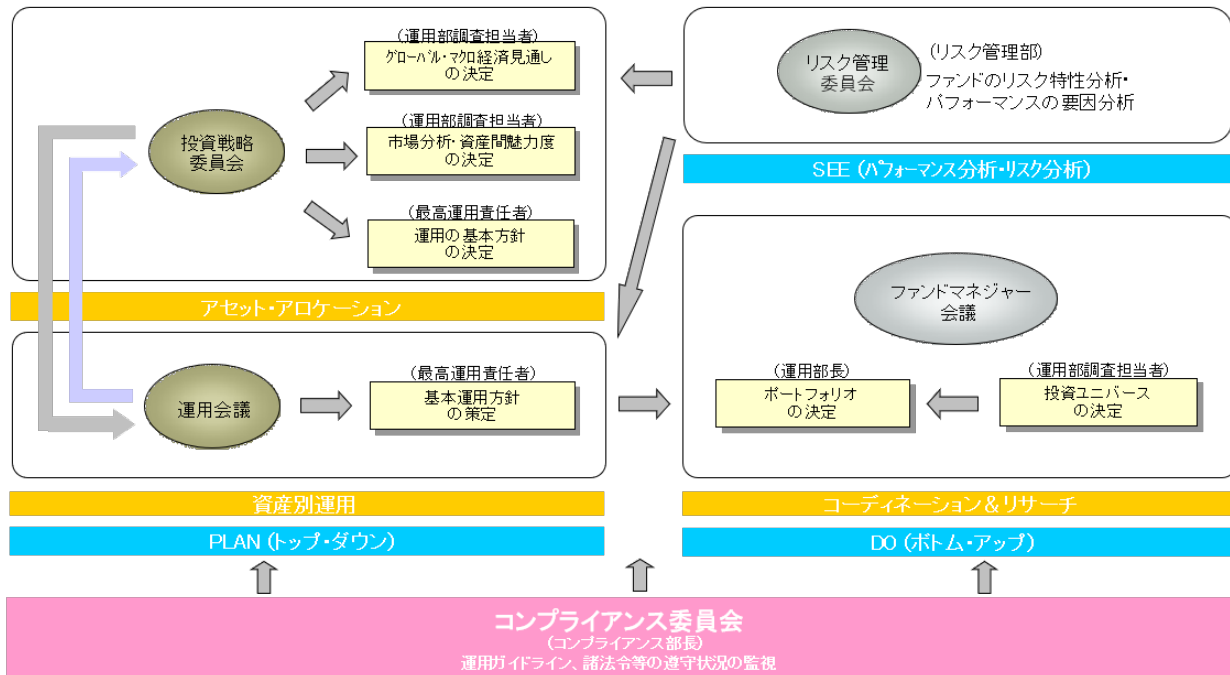 (運用部調査担当者)
グローバル・マクロ経済見通し
の決定
投資戦略
委員会
(運用部調査担当者)
市場分析・資産間魅力度
の決定
(最高運用責任者)
運用の基本方針
の決定
アセット・アロケーション
リスク管理
委員会
(リスク管理部)
ファンドのリスク特性分析・
パフォーマンスの要因分析
SEE (パフォーマンス分析・リスク分析)
運用会議
(最高運用責任者)
基本運用方針
の策定
資産別運用
PLAN (トップ・ダウン)
ファンドマネジャー
会議
(運用部長)
ポートフォリオ
の決定
(運用部調査担当者)
投資ユニバース
の決定
コーディネーション＆リサーチ
DO (ボトム・アップ)
コンプライアンス委員会
(コンプライアンス部長)
運用ガイドライン、諸法令等の遵守状況の監視